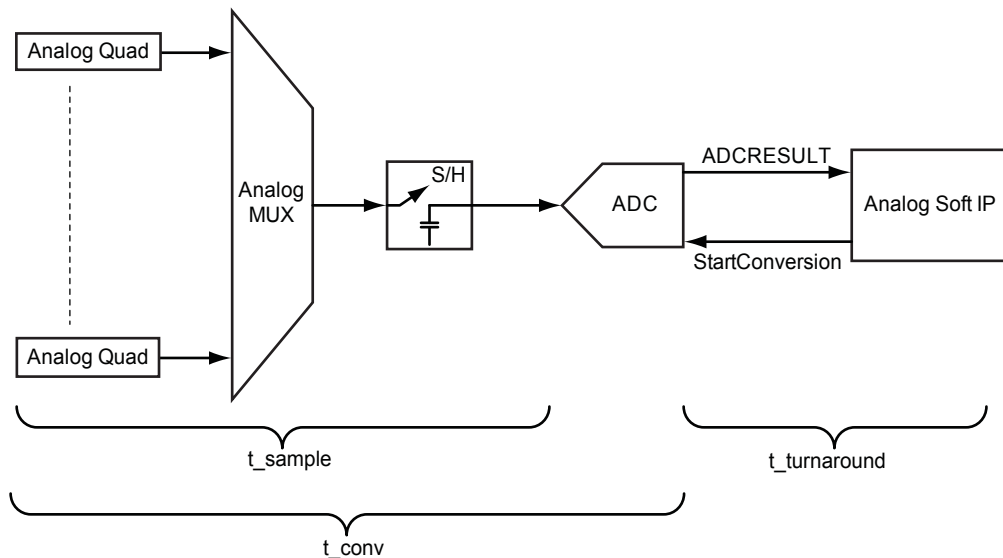 Analog Quad
S/H
ADCRESULT
Analog
MUX
ADC
Analog Soft IP
StartConversion
Analog Quad
t_sample
t_turnaround
t_conv